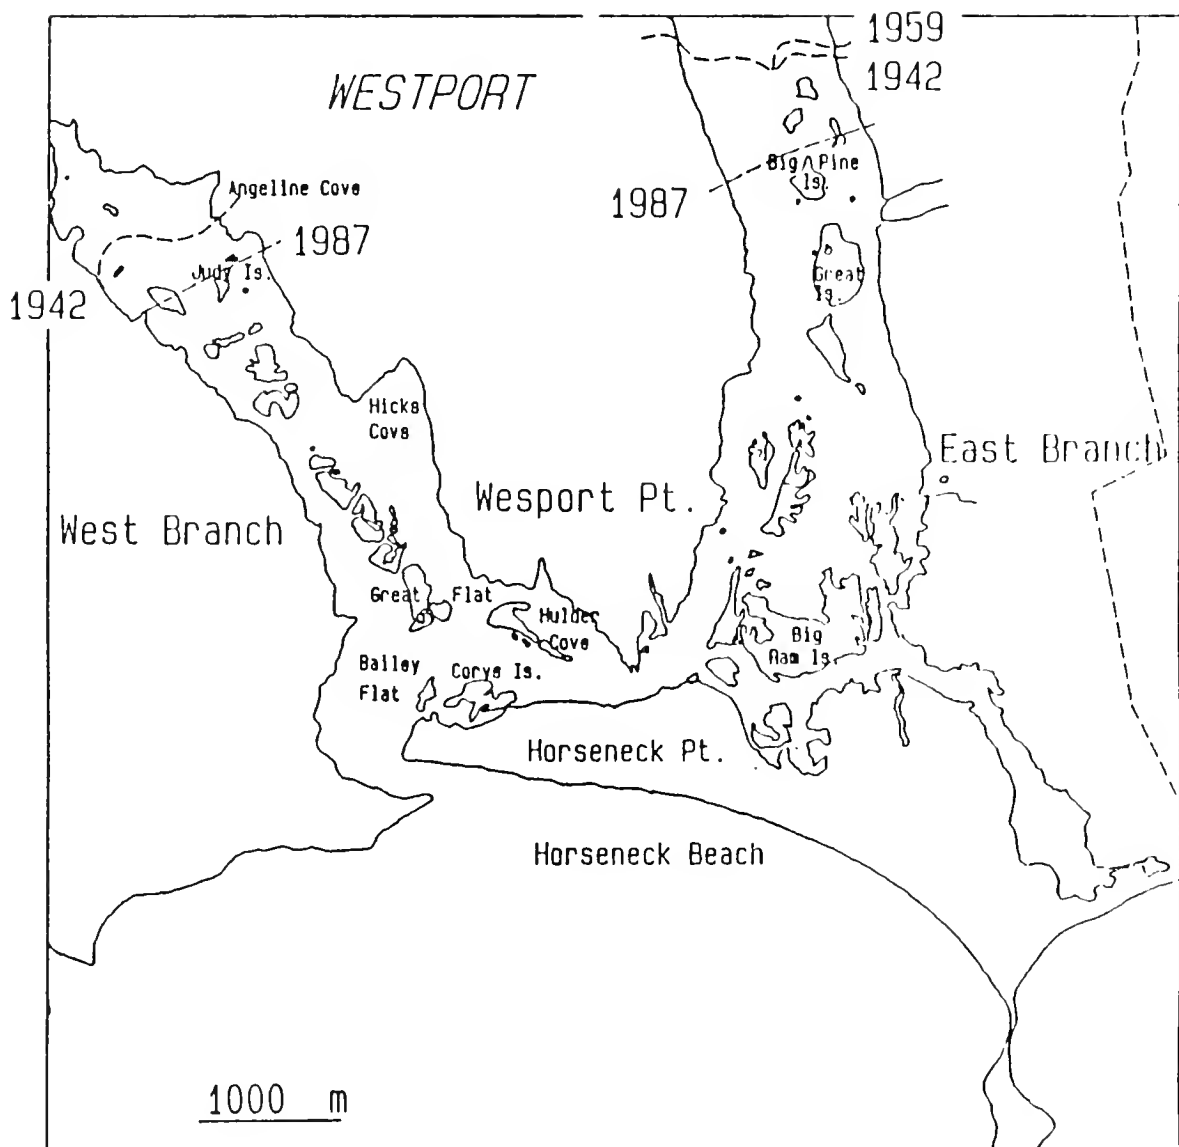 1959
1942
WESTPORT
Big Pine
Is.
Angeline Cove
1987
1987
Judy Is.
Great
Is.
1942
Hicks
Cove
East Branch
Wesport Pt.
West Branch
Great Flat
Hulder
Cove
Big
Ram Is.
Bailey
Flat
Corys Is.
Horseneck Pt.
Horseneck Beach
1000 m